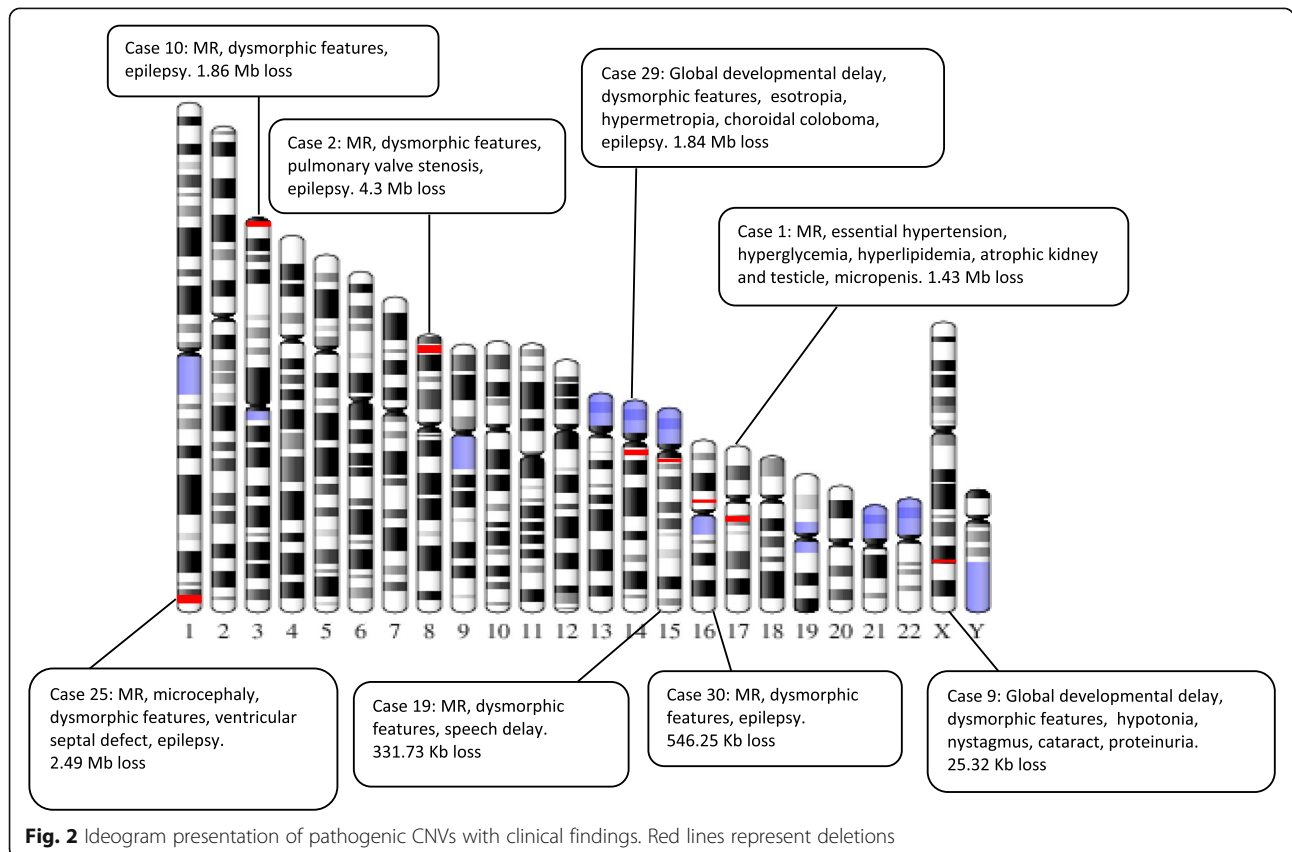 Case 10: MR, dysmorphic features,
epilepsy. 1.86 Mb loss
Case 29: Global developmental delay,
dysmorphic features, esotropia,
hypermetropia, choroidal coloboma,
epilepsy. 1.84 Mb loss
Case 2: MR, dysmorphic features,
pulmonary valve stenosis,
epilepsy. 4.3 Mb loss
Case 1: MR, essential hypertension,
hyperglycemia, hyperlipidemia, atrophic kidney
and testicle, micropenis. 1.43 Mb loss
1 2 3 4 5 6 7 8 9 10 11 12 13 14 15 16 17 18 19 20 21 22 X Y
Case 25: MR, microcephaly,
dysmorphic features, ventricular
septal defect, epilepsy.
2.49 Mb loss
Case 19: MR, dysmorphic
features, speech delay.
331.73 Kb loss
Case 30: MR, dysmorphic
features, epilepsy.
546.25 Kb loss
Case 9: Global developmental delay,
dysmorphic features, hypotonia,
nystagmus, cataract, proteinuria.
25.32 Kb loss
Fig. 2 Ideogram presentation of pathogenic CNVs with clinical findings. Red lines represent deletions